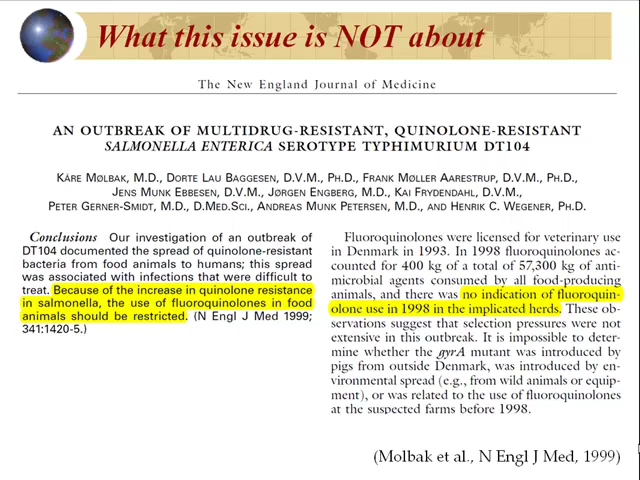 What this issue is NOT about
The New England Journal of Medicine
AN OUTBREAK OF MULTIDRUG-RESISTANT, QUINOLONE-RESISTANT
SALMONELLA ENTERICA SEROTYPE TYPHIMURIUM DT104
KÅRE MØLBAK, M.D., DORTE LAU BAGGESEN, D.V.M., PH.D., FRANK MØLLER AARESTRUP, D.V.M., PH.D.,
JENS MUNK EBBESEN, D.V.M., JØRGEN ENGBERG, M.D., KAI FRYDENDAHL, D.V.M.,
PETER GERNER-SMIDT, M.D., D.MED.SCI., ANDREAS MUNK PETERSEN, M.D., AND HENRIK C. WEGENER, PH.D.
Conclusions Our investigation of an outbreak of
DT104 documented the spread of quinolone-resistant
bacteria from food animals to humans; this spread
was associated with infections that were difficult to
treat. Because of the increase in quinolone resistance
in salmonella, the use of fluoroquinolones in food
animals should be restricted. (N Engl J Med 1999;
341:1420-5.)
Fluoroquinolones were licensed for veterinary use
in Denmark in 1993. In 1998 fluoroquinolones ac-
counted for 400 kg of a total of 57,300 kg of anti-
microbial agents consumed by all food-producing
animals, and there was no indication of fluoroquin-
olone use in 1998 in the implicated herds. These ob-
servations suggest that selection pressures were not
extensive in this outbreak. It is impossible to deter-
mine whether the gyrA mutant was introduced by
pigs from outside Denmark, was introduced by en-
vironmental spread (e.g., from wild animals or equip-
ment), or was related to the use of fluoroquinolones
at the suspected farms before 1998.
(Molbak et al., N Engl J Med, 1999)